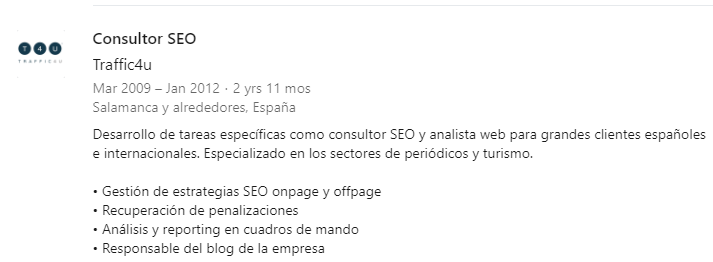 T 4 U
TRAFFIC4U
Consultor SEO
Traffic4u
Mar 2009 – Jan 2012 · 2 yrs 11 mos
Salamanca y alrededores, España
Desarrollo de tareas específicas como consultor SEO y analista web para grandes clientes españoles
e internacionales. Especializado en los sectores de periódicos y turismo.
• Gestión de estrategias SEO onpage y offpage
• Recuperación de penalizaciones
• Análisis y reporting en cuadros de mando
• Responsable del blog de la empresa